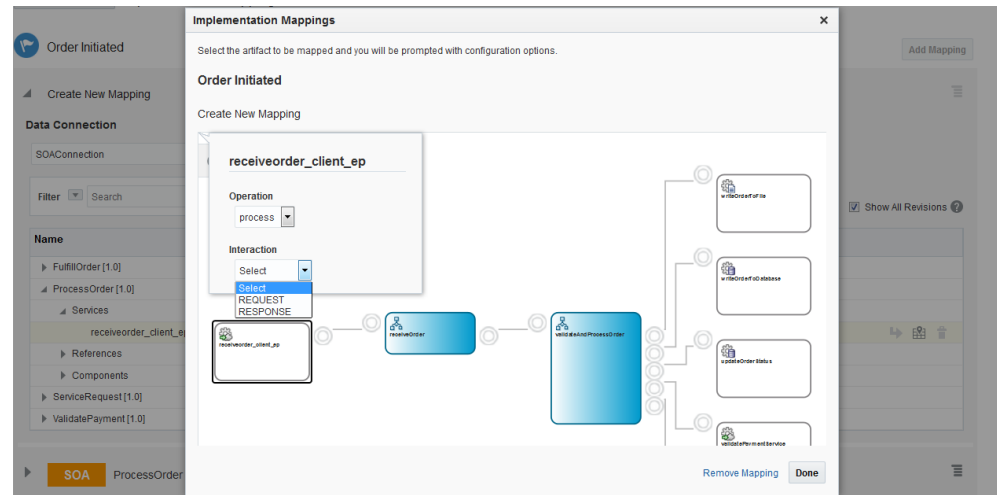 Implementation Mappings
×
Select the artifact to be mapped and you will be prompted with configuration options.
Order Initiated
Create New Mapping
Order Initiated
Add Mapping
Create New Mapping
Data Connection
SOAConnection
Filter
Search
Show All Revisions
?
Name
FulfillOrder [1.0]
ProcessOrder [1.0]
Services
receiveorder_client_ep
References
Components
ServiceRequest [1.0]
ValidatePayment [1.0]
SOA
ProcessOrder
receiveorder_client_ep
Operation
process
Interaction
Select
Select
REQUEST
RESPONSE
receiveorder_client_ep
receiveOrder
validateAndProcessOrder
writeOrderToFile
writeOrderToDatabase
updateOrderStatus
validatePaymentService
Remove Mapping
Done